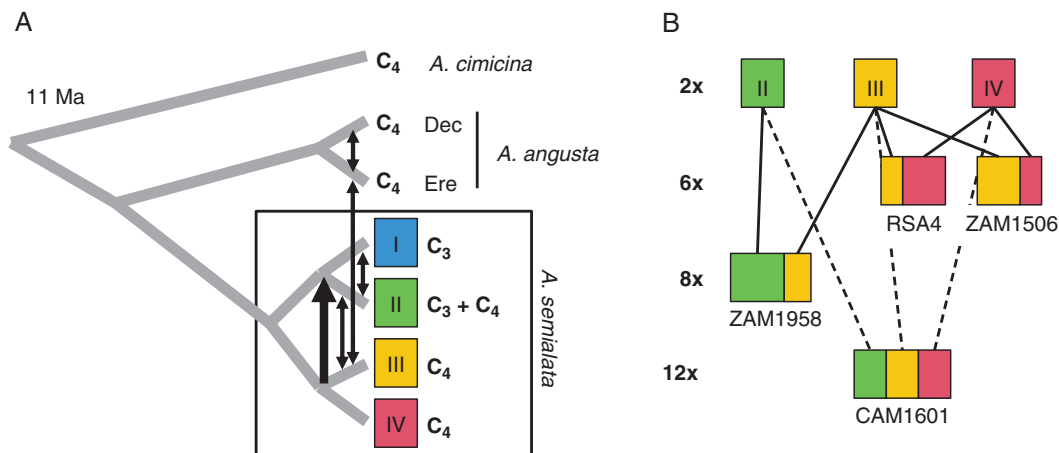 A
11 Ma
C4 A. cimicina
C4 Dec
A. angusta
C4 Ere
I C3
II C3 + C4
III C4
IV C4
A. semialata
B
2x II III IV
6x
RSA4 ZAM1506
8x
ZAM1958
12x
CAM1601